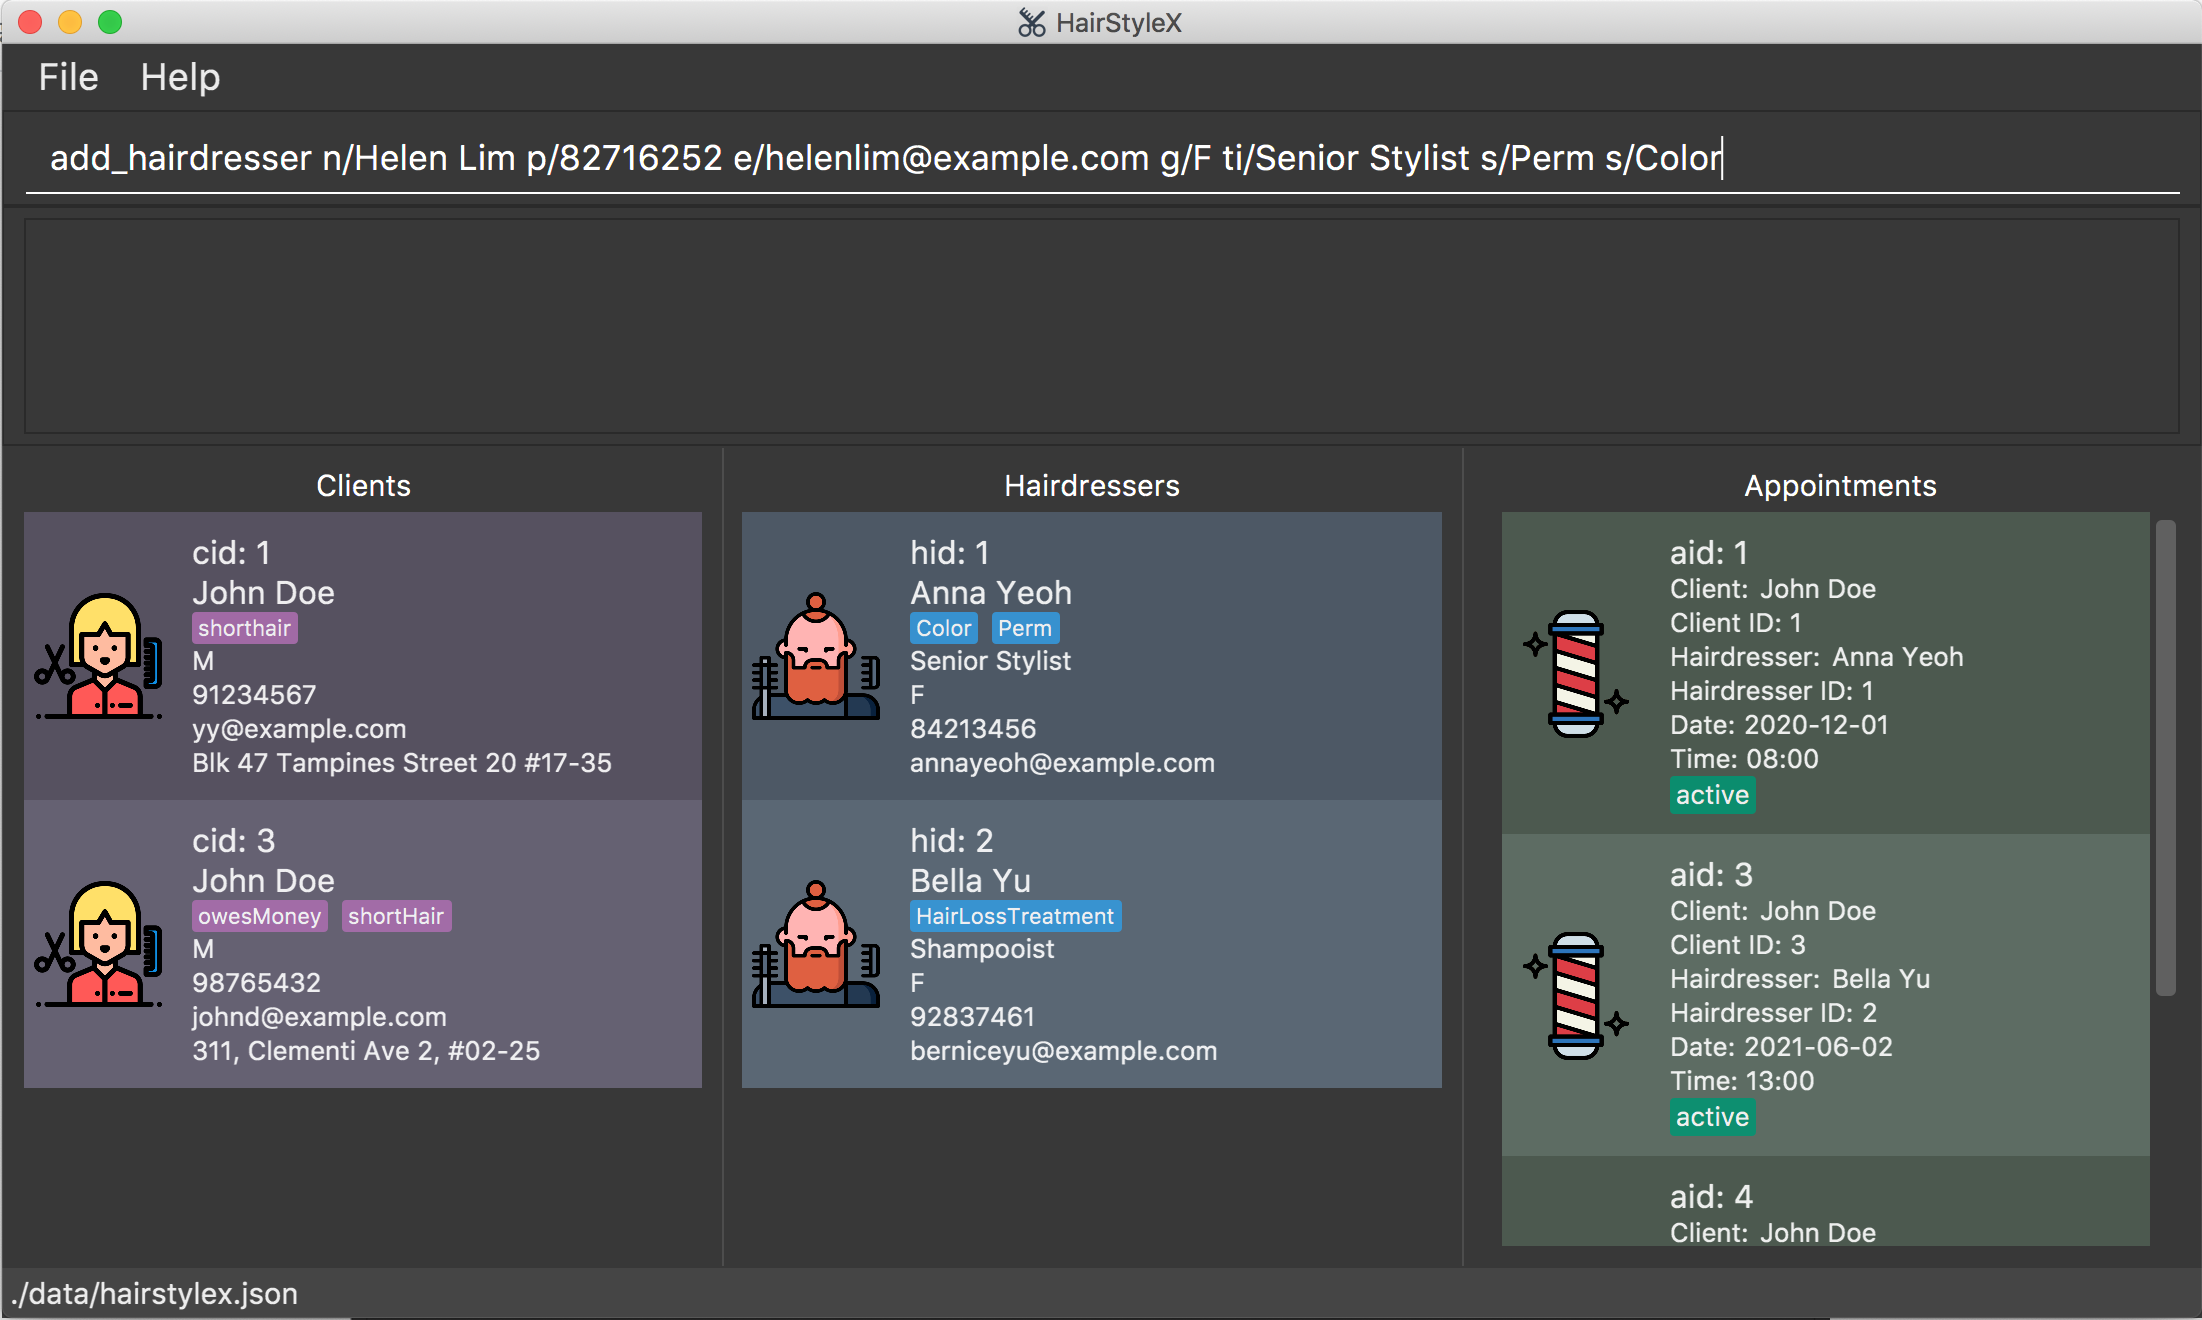 HairStyleX
File Help
add_hairdresser n/Helen Lim p/82716252 e/helenlim@example.com g/F ti/Senior Stylist s/Perm s/Color
Clients
cid: 1
John Doe
shorthair
M
91234567
yy@example.com
Blk 47 Tampines Street 20 #17-35
cid: 3
John Doe
owesMoney shortHair
M
98765432
johnd@example.com
311, Clementi Ave 2, #02-25
Hairdressers
hid: 1
Anna Yeoh
Color Perm
Senior Stylist
F
84213456
annayeoh@example.com
hid: 2
Bella Yu
HairLossTreatment
Shampooist
F
92837461
berniceyu@example.com
Appointments
aid: 1
Client: John Doe
Client ID: 1
Hairdresser: Anna Yeoh
Hairdresser ID: 1
Date: 2020-12-01
Time: 08:00
active
aid: 3
Client: John Doe
Client ID: 3
Hairdresser: Bella Yu
Hairdresser ID: 2
Date: 2021-06-02
Time: 13:00
active
aid: 4
Client: John Doe
./data/hairstylex.json